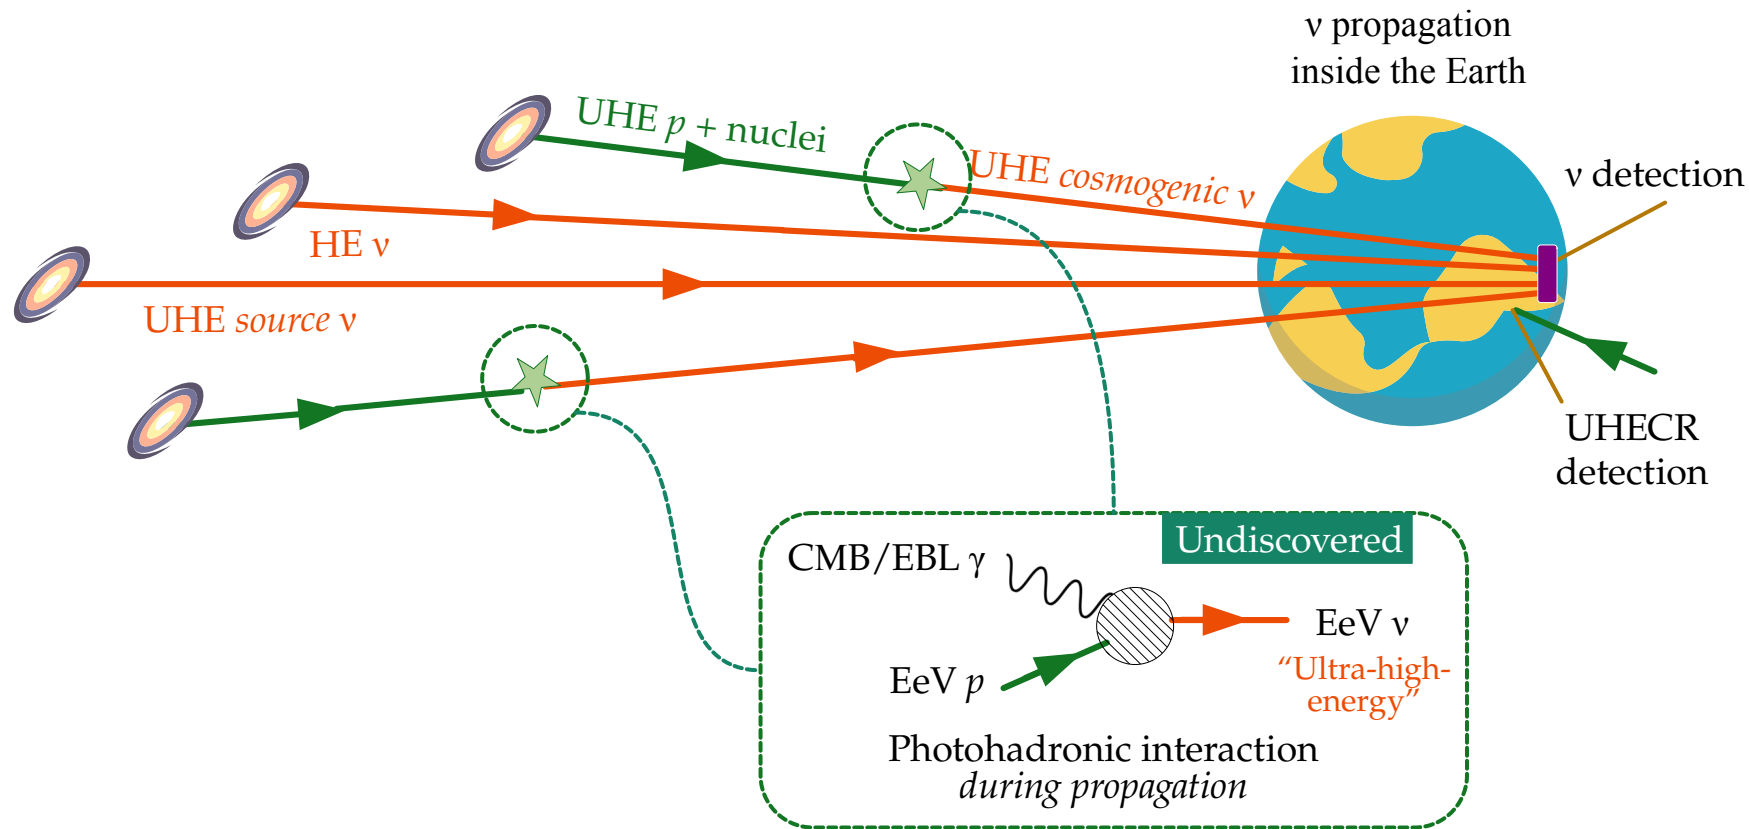 ν propagation
inside the Earth
UHE p + nuclei
UHE cosmogenic ν
ν detection
HE ν
UHE source ν
UHECR
detection
Undiscovered
CMB/EBL γ
EeV ν
“Ultra-high-
energy”
EeV p
Photohadronic interaction
during propagation